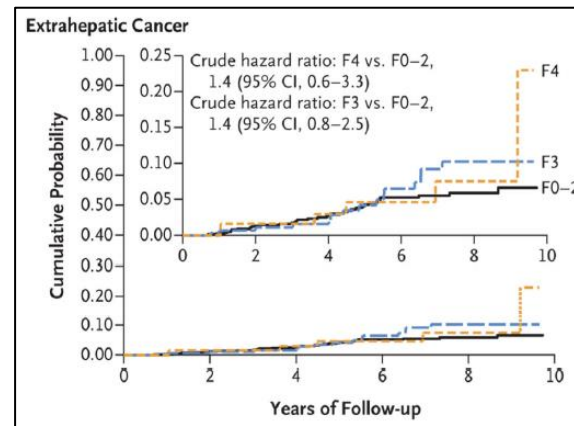 Extrahepatic Cancer
Cumulative Probability
1.00
0.90
0.80
0.70
0.60
0.50
0.40
0.30
0.20
0.10
0.00
0.25
0.20
0.15
0.10
0.05
0.00
Crude hazard ratio: F4 vs. F0–2,
1.4 (95% CI, 0.6–3.3)
Crude hazard ratio: F3 vs. F0–2,
1.4 (95% CI, 0.8–2.5)
F4
F3
F0–2
0 2 4 6 8 10
0 2 4 6 8 10
Years of Follow-up